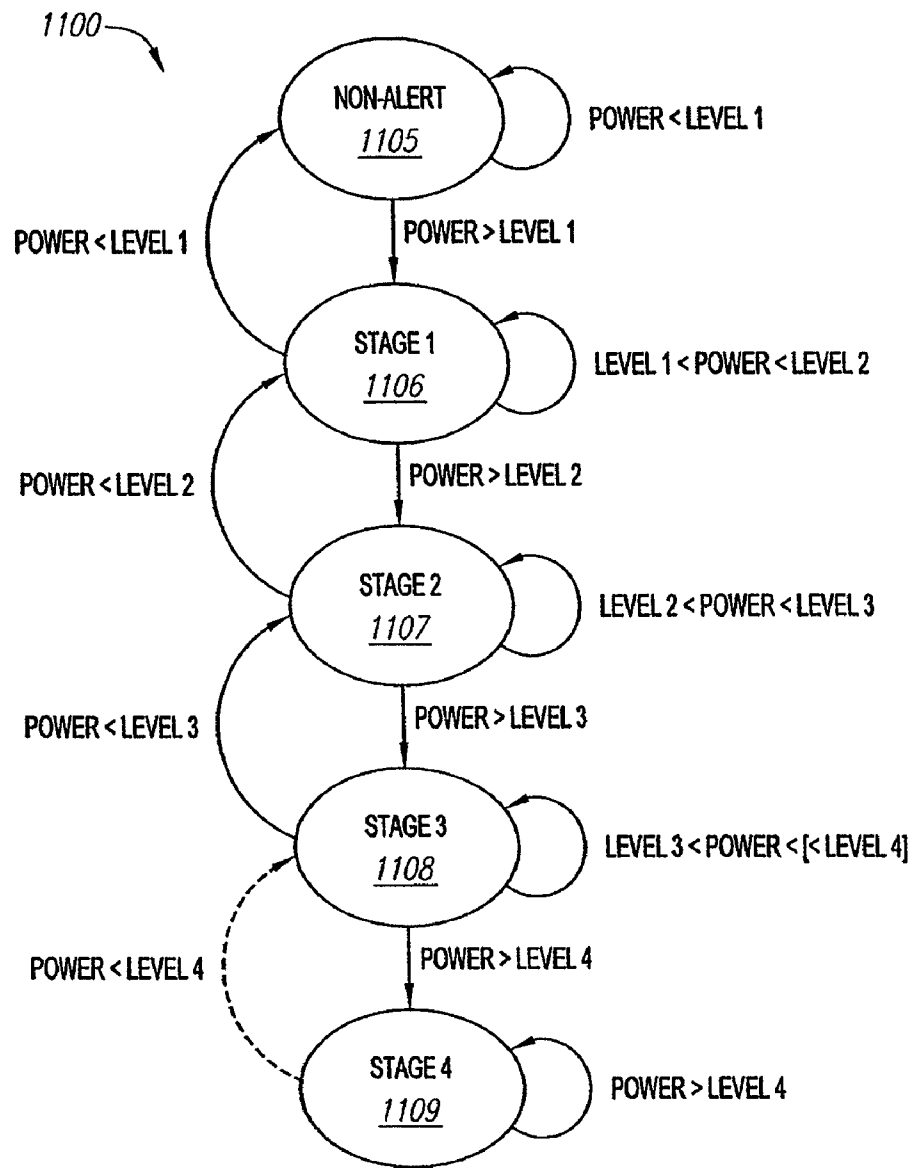 1100
NON-ALERT
1105
POWER < LEVEL 1
POWER < LEVEL 1
POWER > LEVEL 1
STAGE 1
1106
LEVEL 1 < POWER < LEVEL 2
POWER < LEVEL 2
POWER > LEVEL 2
STAGE 2
1107
LEVEL 2 < POWER < LEVEL 3
POWER < LEVEL 3
POWER > LEVEL 3
STAGE 3
1108
LEVEL 3 < POWER < [< LEVEL 4]
POWER < LEVEL 4
POWER > LEVEL 4
STAGE 4
1109
POWER > LEVEL 4